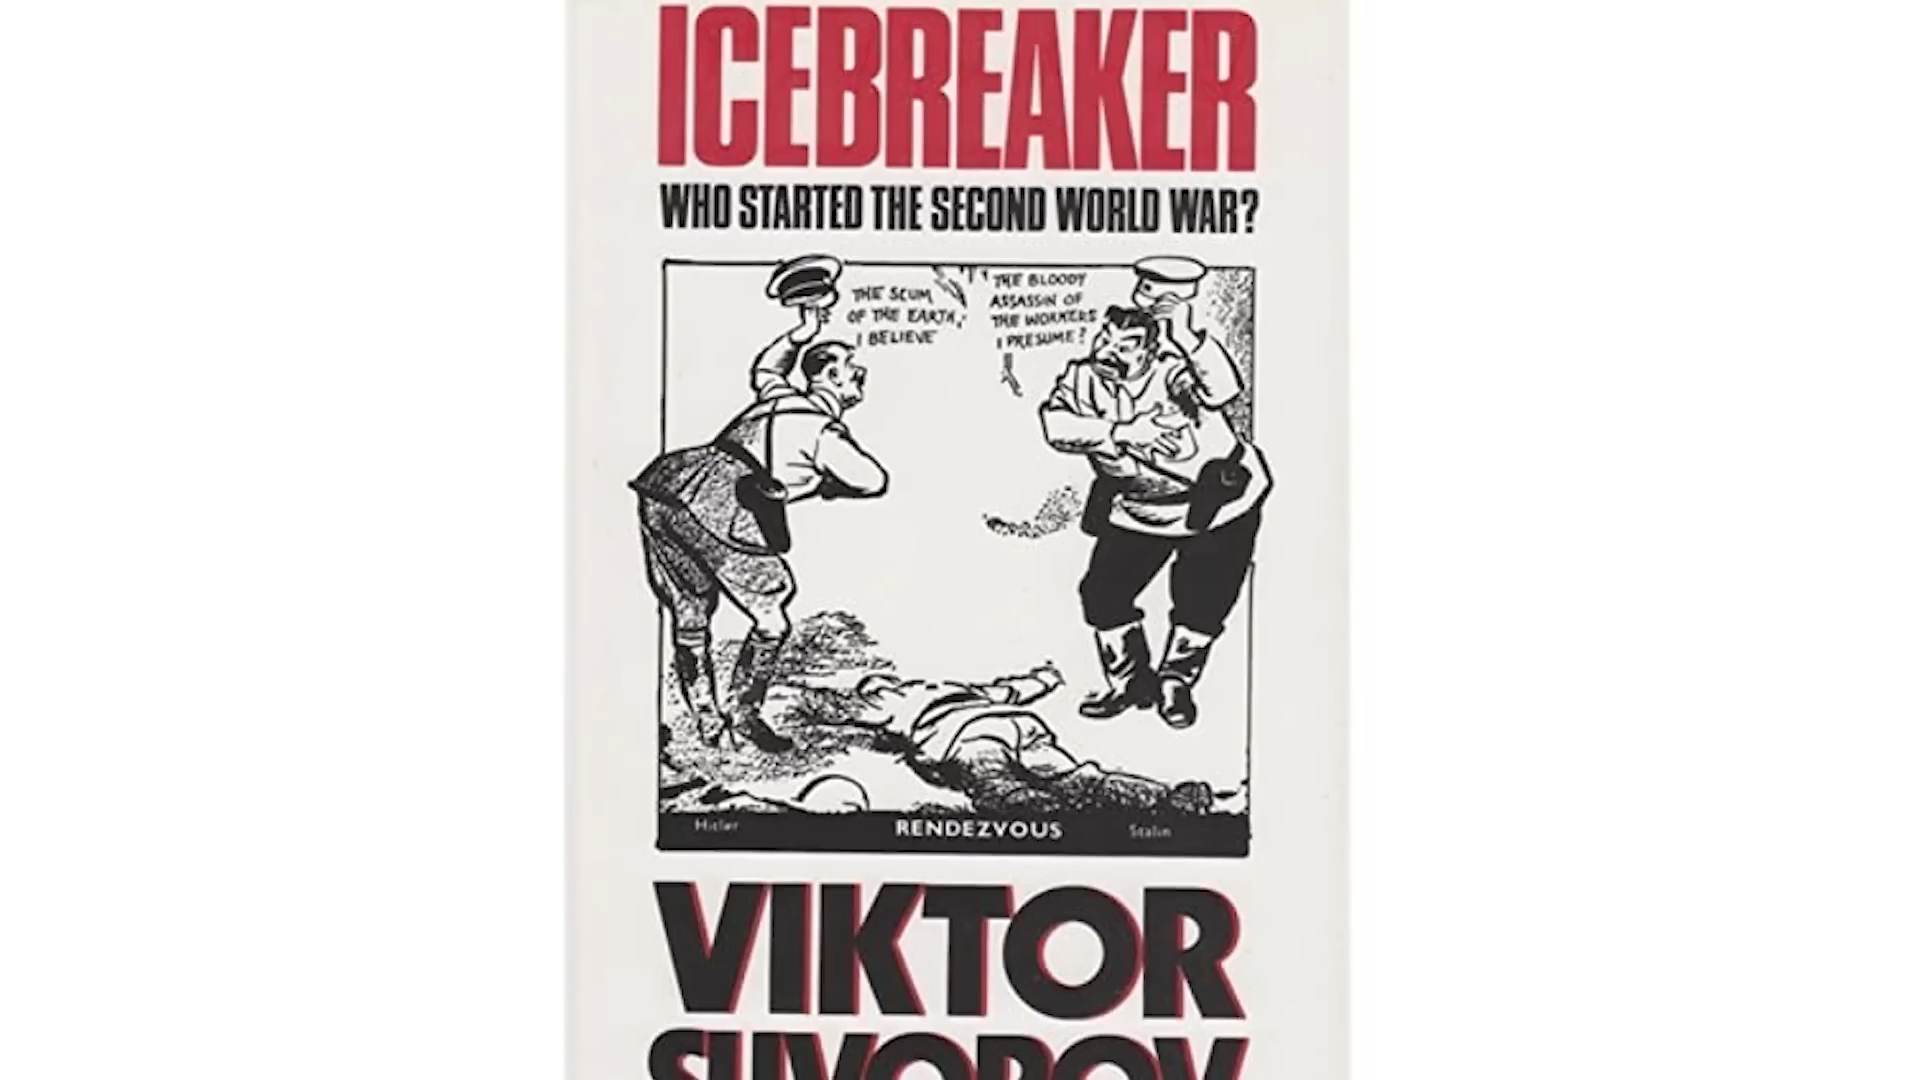 ICEBREAKER
WHO STARTED THE SECOND WORLD WAR?
THE SCUM
OF THE EARTH,
I BELIEVE
THE BLOODY
ASSASSIN OF
THE WORKERS
I PRESUME?
Hitler RENDEZVOUS Stalin
VIKTOR
SUVOROV